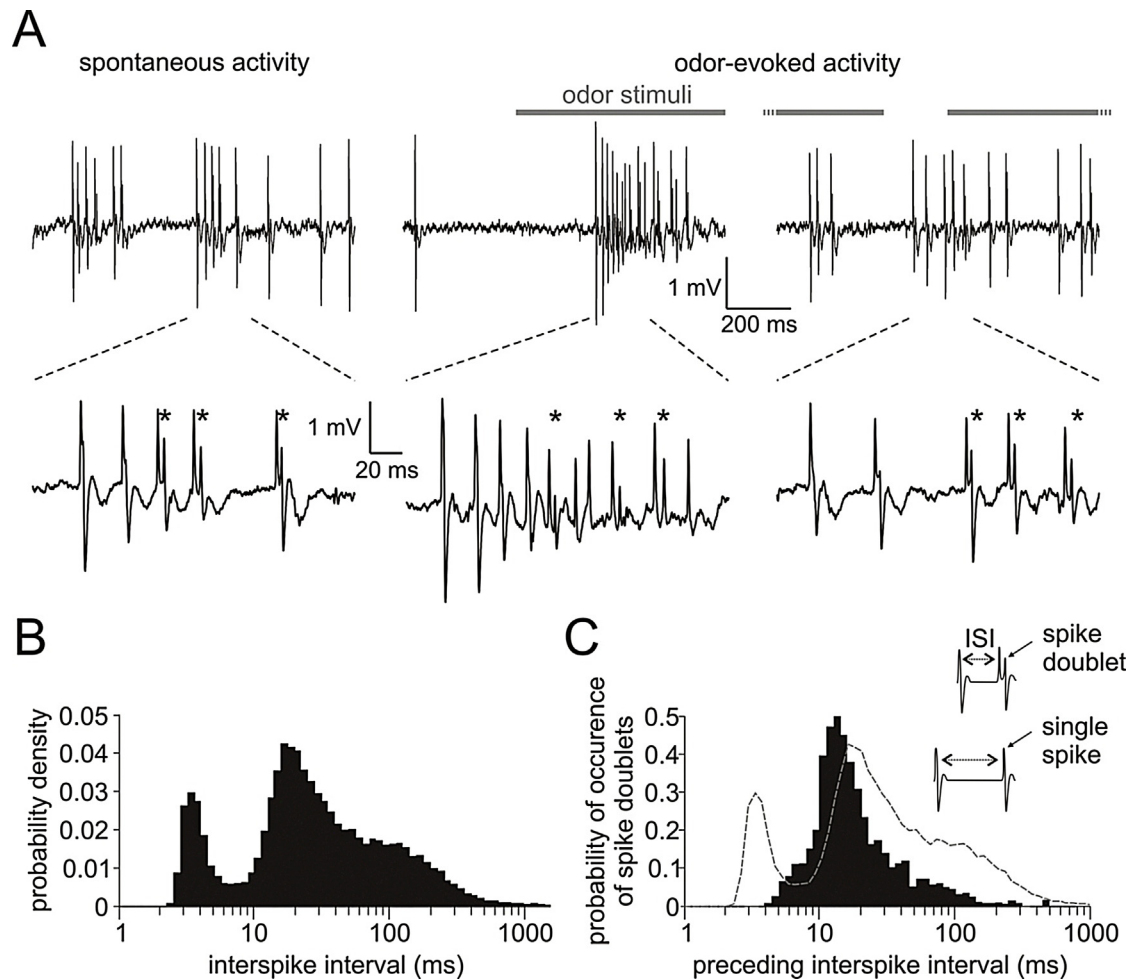 A
spontaneous activity
odor-evoked activity
odor stimuli
1 mV
200 ms
* * *
1 mV
20 ms
* * *
* * *
B
probability density
0.05
0.04
0.03
0.02
0.01
0
1 10 100 1000
interspike interval (ms)
C
probability of occurence
of spike doublets
0.5
0.4
0.3
0.2
0.1
0
1 10 100 1000
preceding interspike interval (ms)
ISI
spike
doublet
single
spike